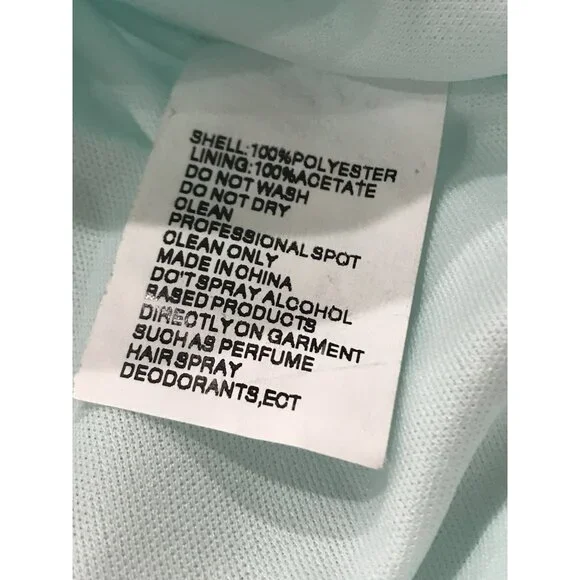 SHELL:100%POLYESTER
LINING:100%ACETATE
DO NOT WASH
DO NOT DRY
CLEAN
PROFESSIONAL SPOT
CLEAN ONLY
MADE IN CHINA
DO'T SPRAY ALCOHOL
BASED PRODUCTS
DIRECTLY ON GARMENT
SUCH AS PERFUME
HAIR SPRAY
DEODORANTS,ECT